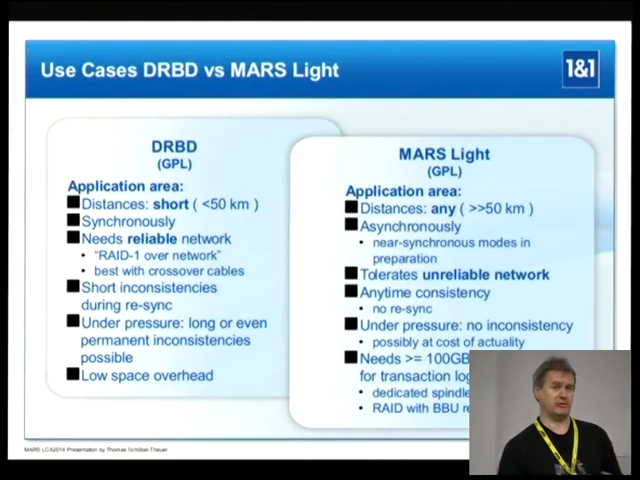 Use Cases DRBD vs MARS Light
1&1
DRBD
(GPL)
Application area:
Distances: short ( <50 km )
Synchronously
Needs reliable network
• “RAID-1 over network”
• best with crossover cables
Short inconsistencies
during re-sync
Under pressure: long or even
permanent inconsistencies
possible
Low space overhead
MARS Light
(GPL)
Application area:
Distances: any ( >>50 km )
Asynchronously
• near-synchronous modes in
preparation
Tolerates unreliable network
Anytime consistency
• no re-sync
Under pressure: no inconsistency
• possibly at cost of actuality
Needs >= 100GB
for transaction log
• dedicated spindle
• RAID with BBU re
MARS LCA2014 Presentation by Thomas Schöbel-Theuer